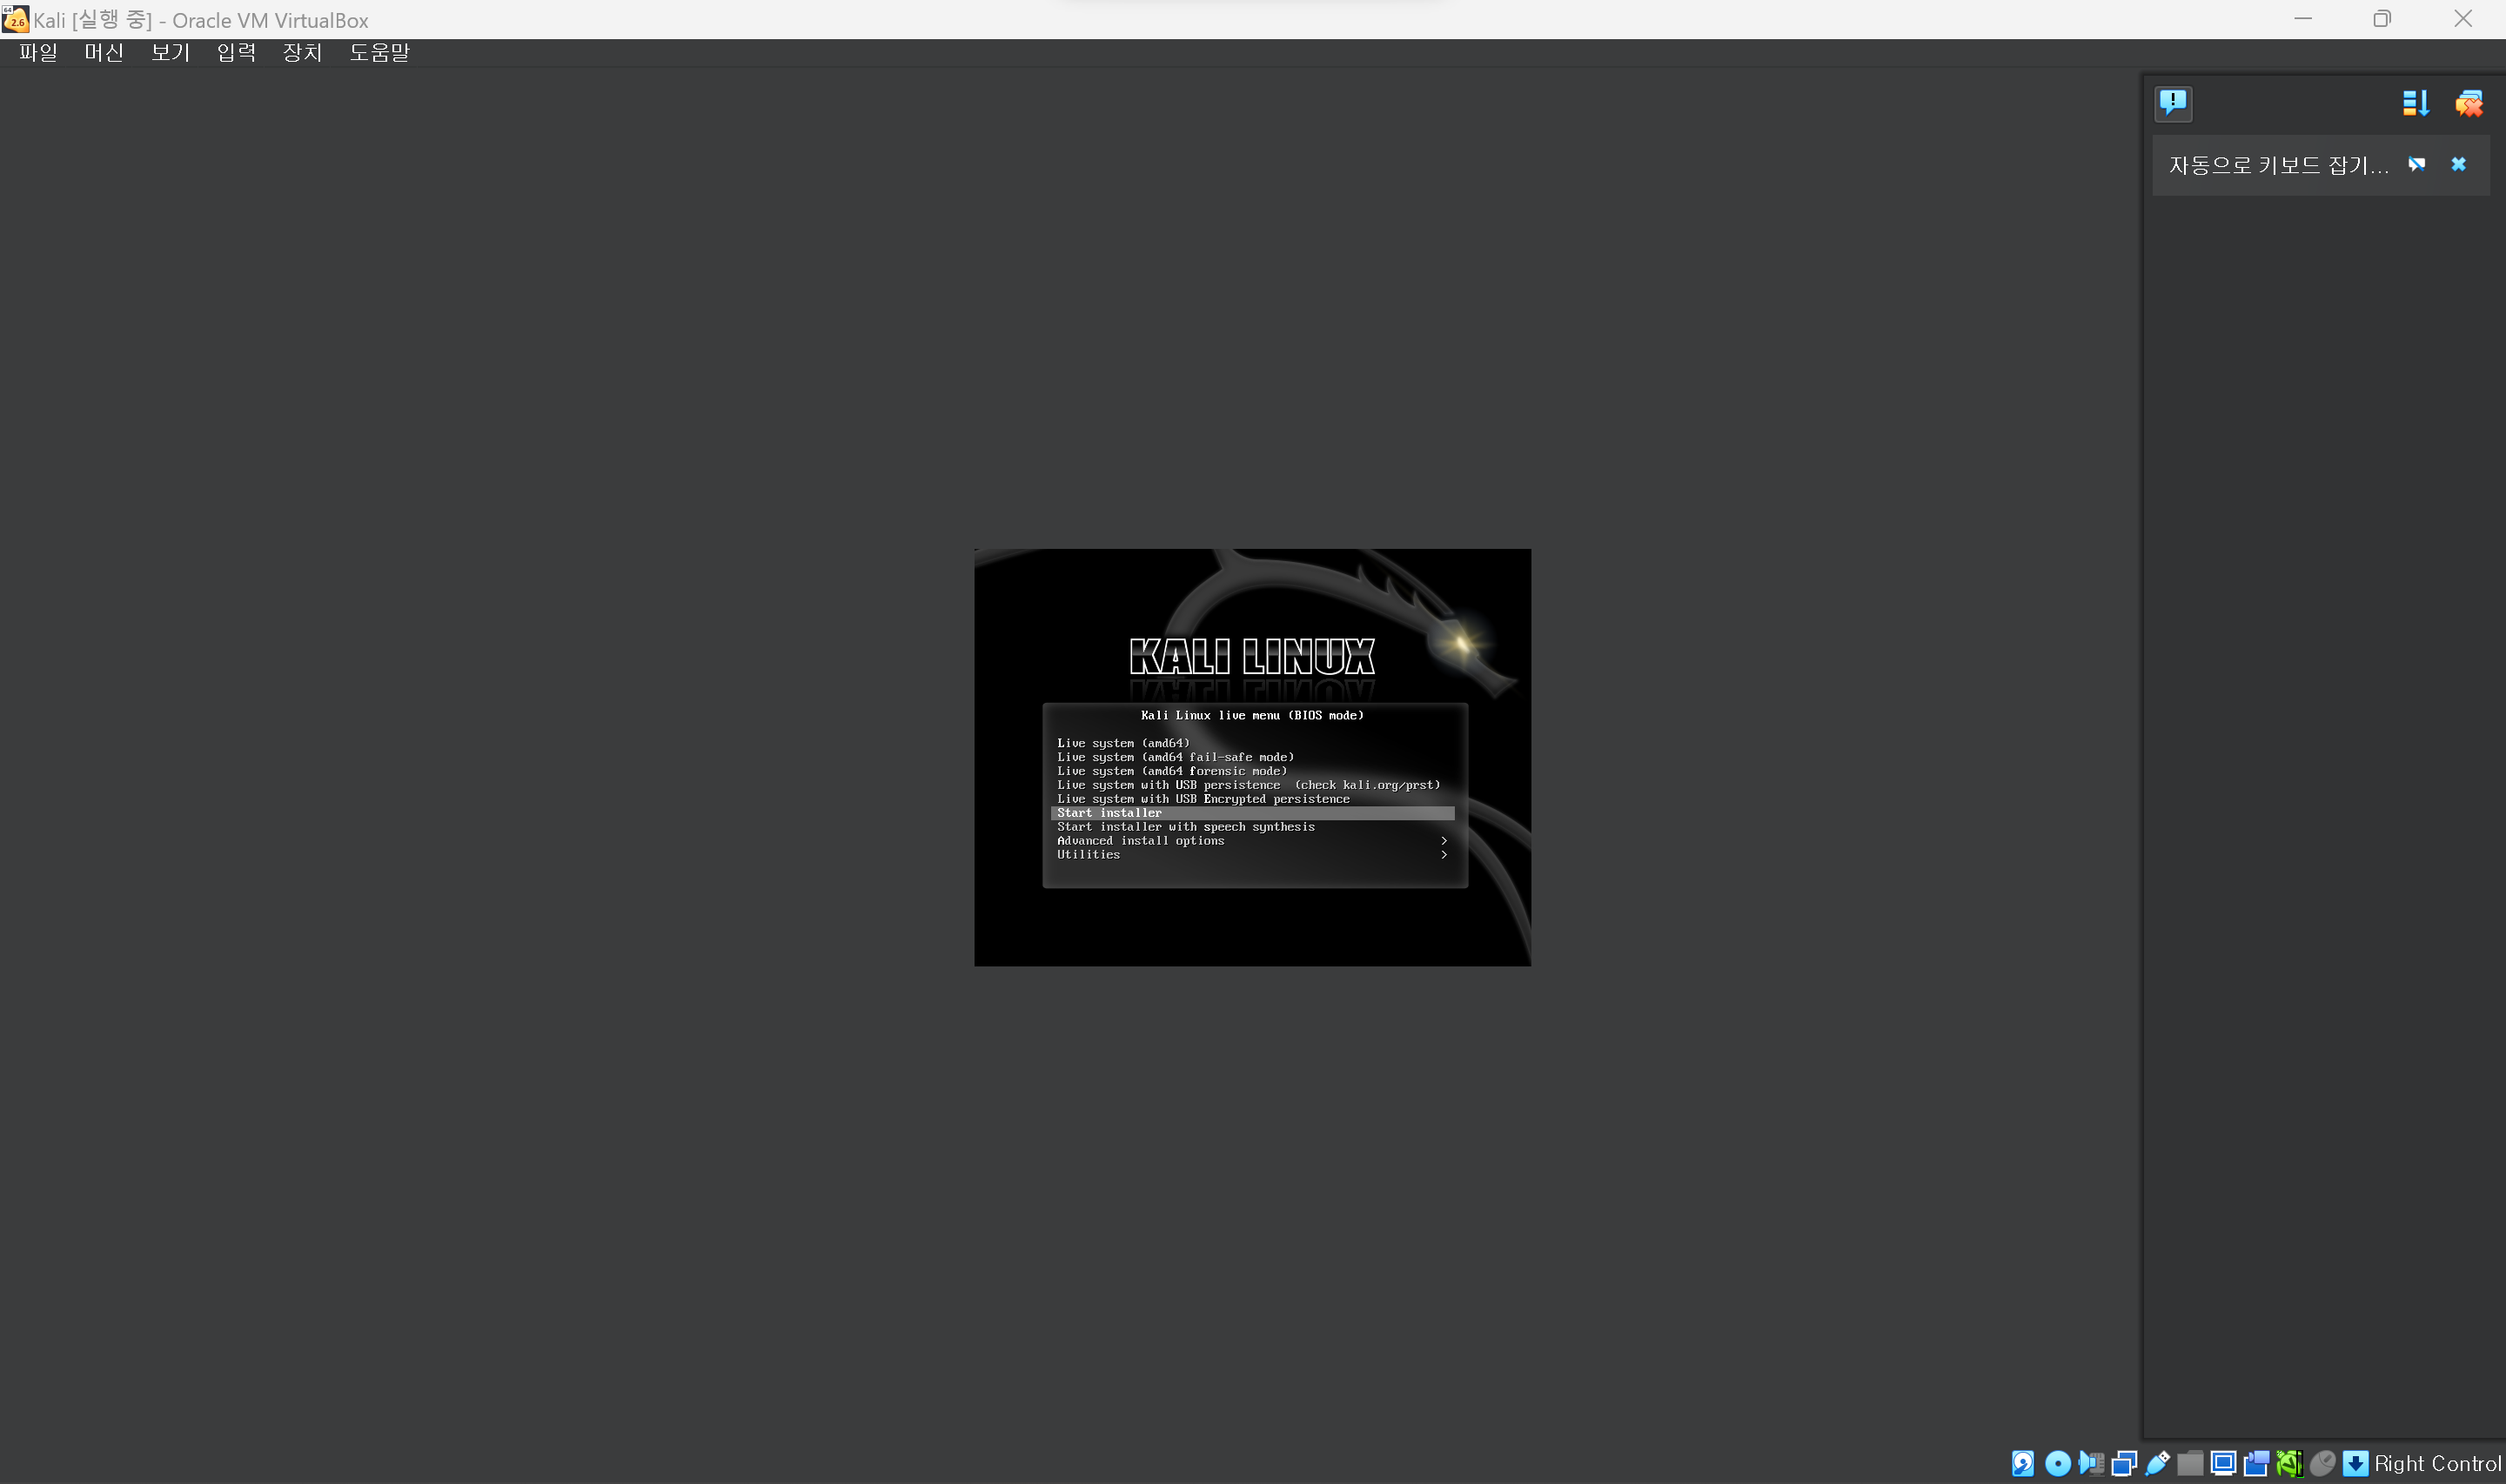 Kali [실행 중] - Oracle VM VirtualBox
파일 머신 보기 입력 장치 도움말
자동으로 키보드 잡기...
KALI LINUX
Kali Linux live menu (BIOS mode)
Live system (amd64)
Live system (amd64 fail-safe mode)
Live system (amd64 forensic mode)
Live system with USB persistence (check kali.org/prst)
Live system with USB Encrypted persistence
Start installer
Start installer with speech synthesis
Advanced install options >
Utilities >
Right Control